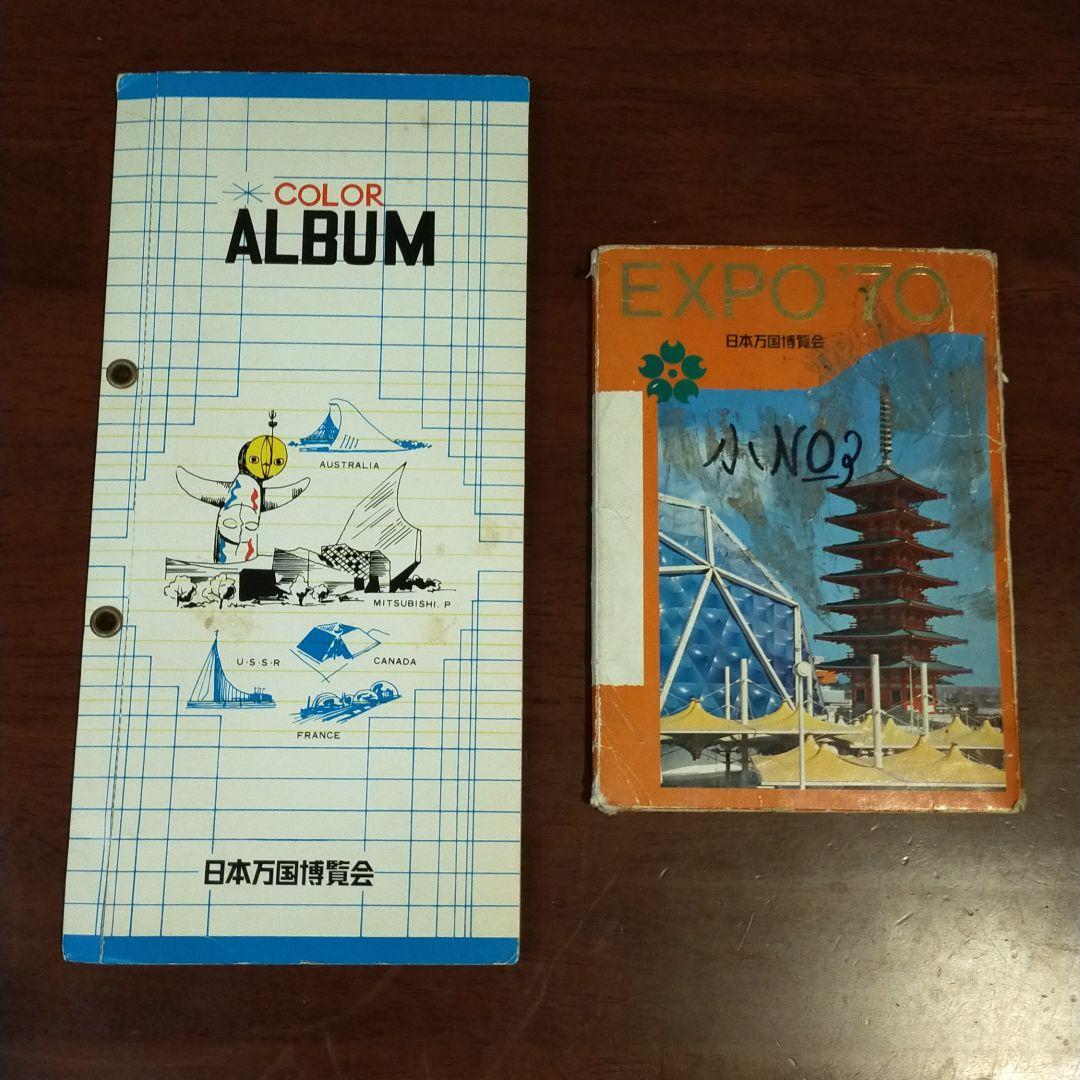 COLOR
ALBUM
AUSTRALIA
MITSUBISHI. P
U·S·S·R
CANADA
FRANCE
日本万国博覧会
EXPO'70
日本万国博覧会
小NO3